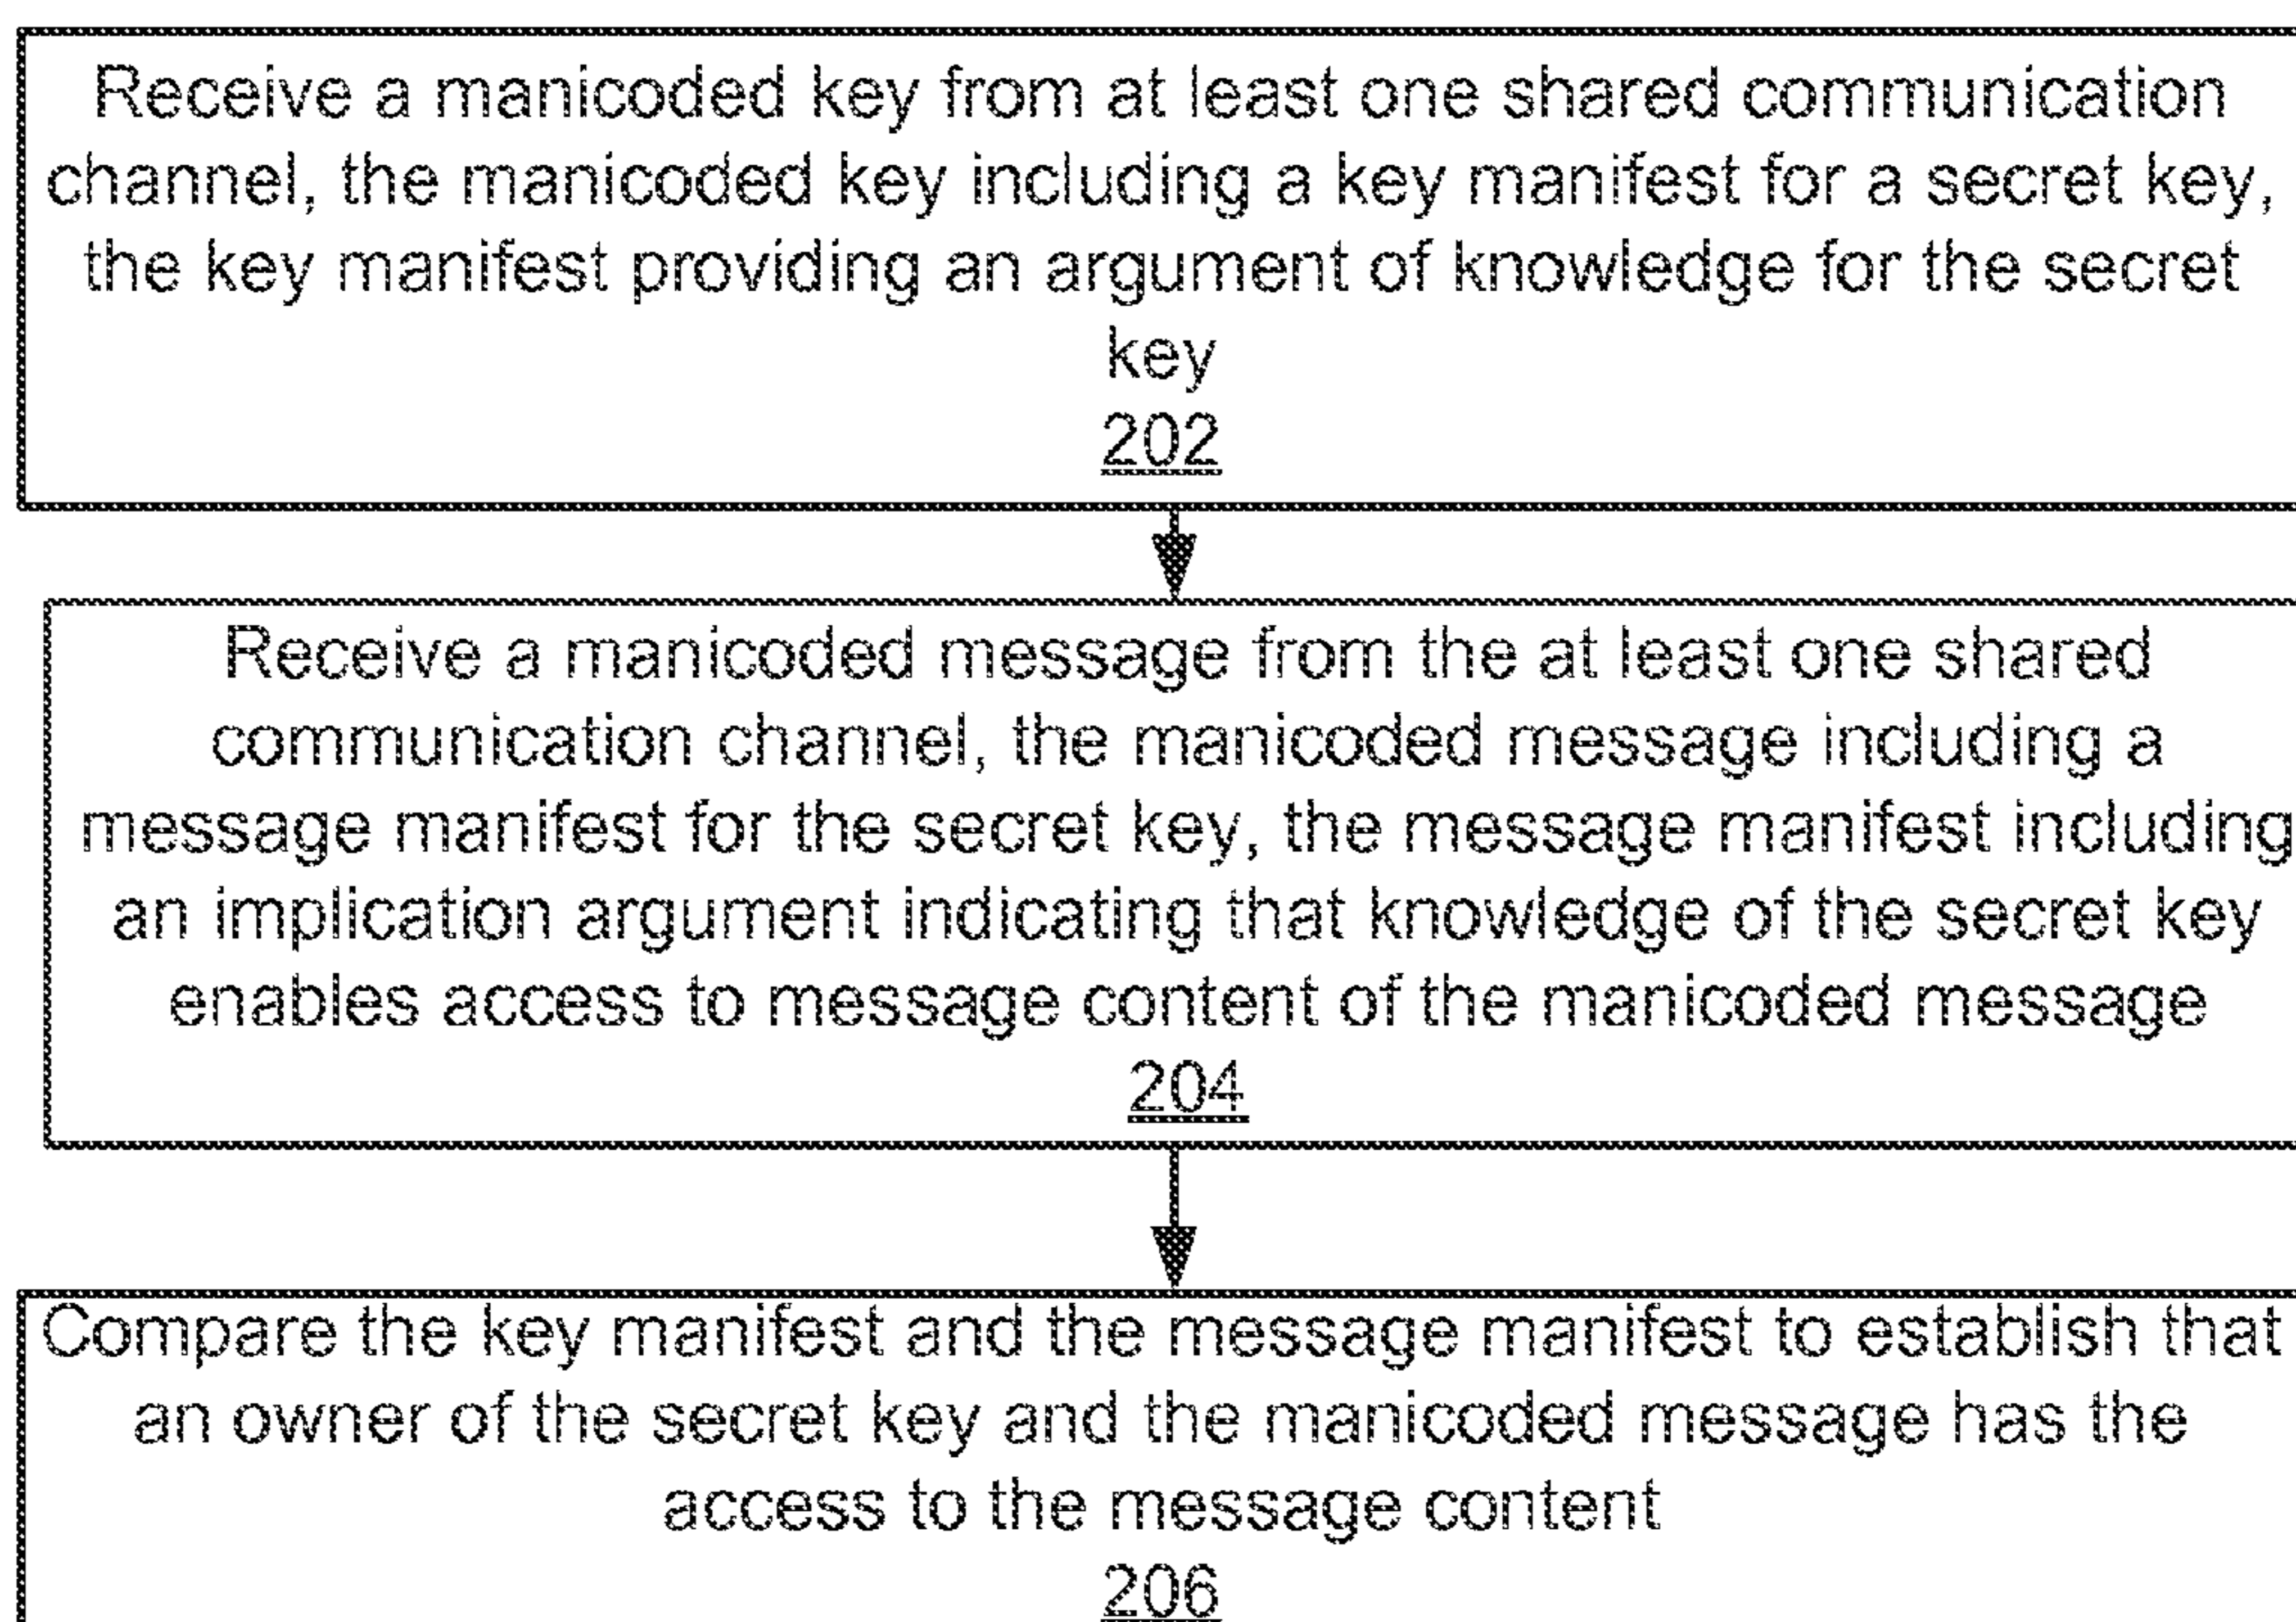 Receive a manicoded key from at least one shared communication
channel, the manicoded key including a key manifest for a secret key,
the key manifest providing an argument of knowledge for the secret
key
202
Receive a manicoded message from the at least one shared
communication channel, the manicoded message including a
message manifest for the secret key, the message manifest including
an implication argument indicating that knowledge of the secret key
enables access to message content of the manicoded message
204
Compare the key manifest and the message manifest to establish that
an owner of the secret key and the manicoded message has the
access to the message content
206